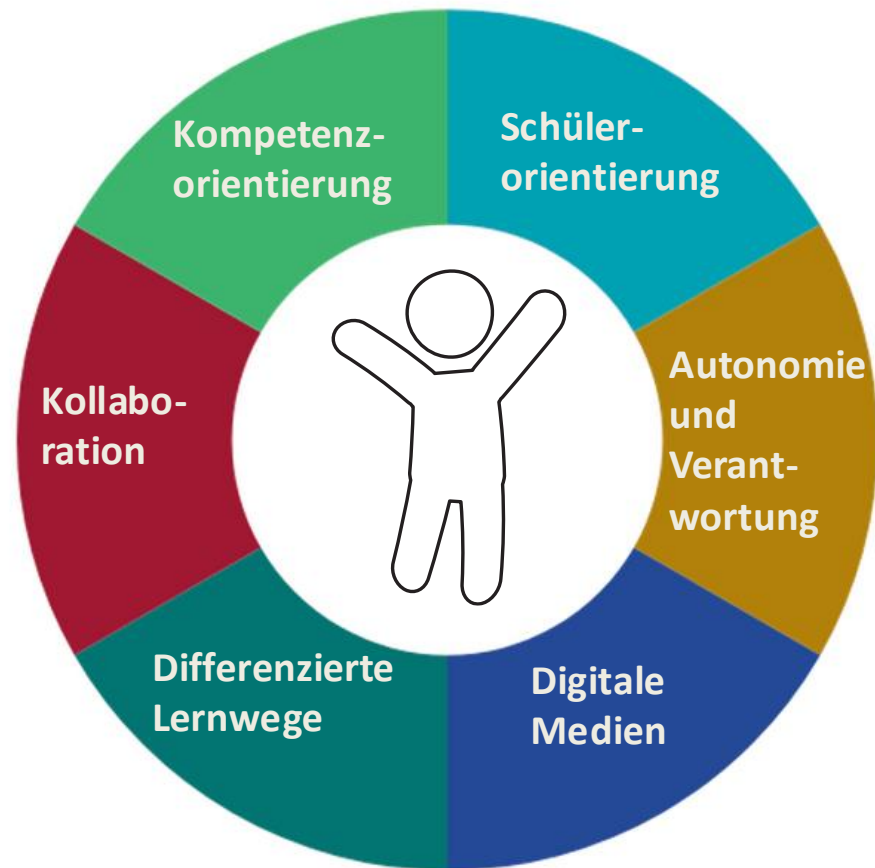 Kompetenz-
orientierung
Schüler-
orientierung
Autonomie
und
Verant-
wortung
Digitale
Medien
Differenzierte
Lernwege
Kollabo-
ration